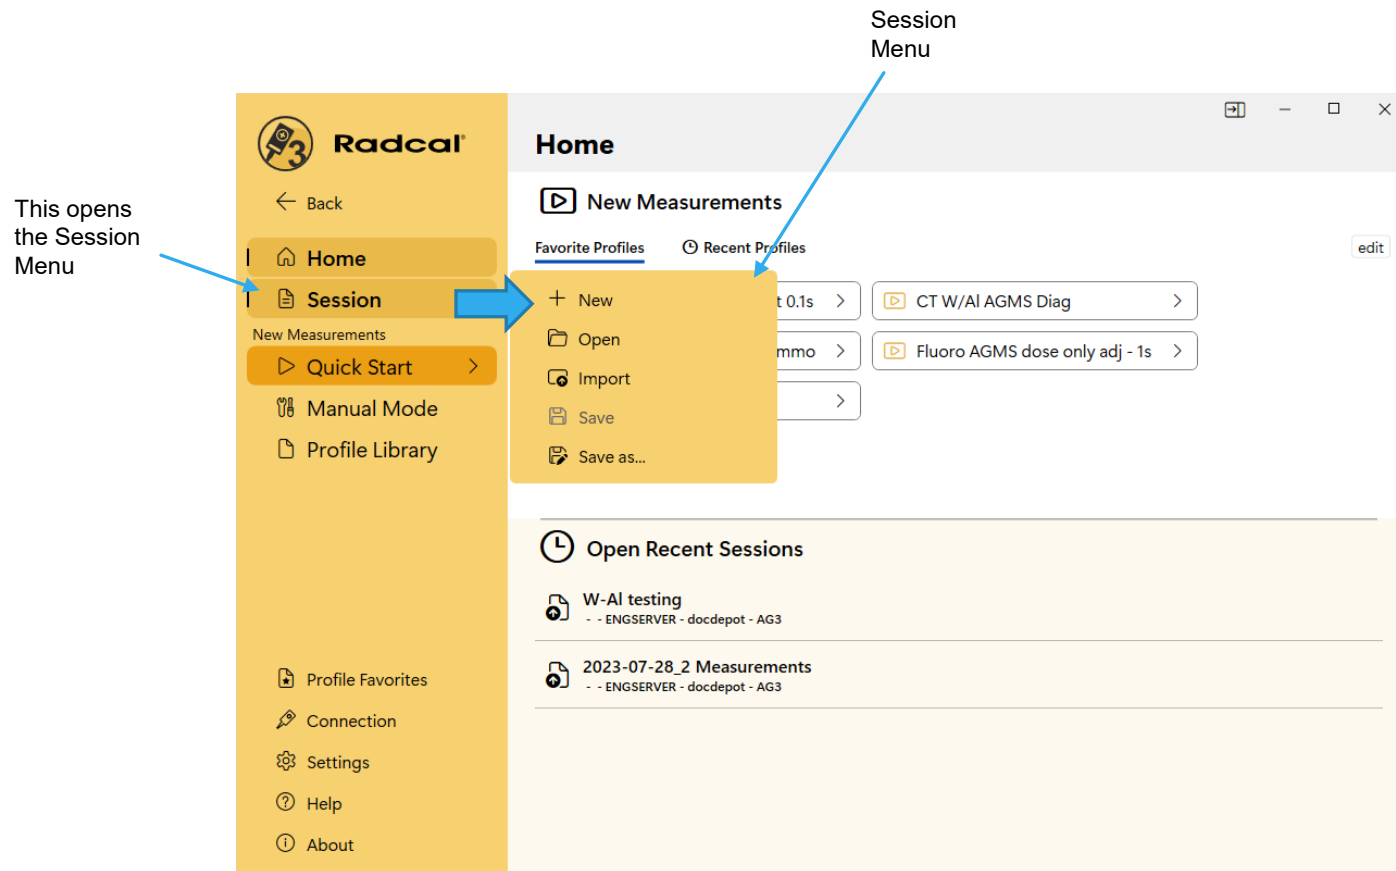 Session
Menu
This opens
the Session
Menu
3
Radcal®
Back
Home
Session
New Measurements
Quick Start
Manual Mode
Profile Library
Profile Favorites
Connection
Settings
Help
About
Home
New Measurements
Favorite Profiles
Recent Profiles
edit
New
Open
Import
Save
Save as...
t 0.1s
CT W/Al AGMS Diag
mmo
Fluoro AGMS dose only adj - 1s
Open Recent Sessions
W-Al testing
- - ENGSERVER - docdepot - AG3
2023-07-28_2 Measurements
- - ENGSERVER - docdepot - AG3